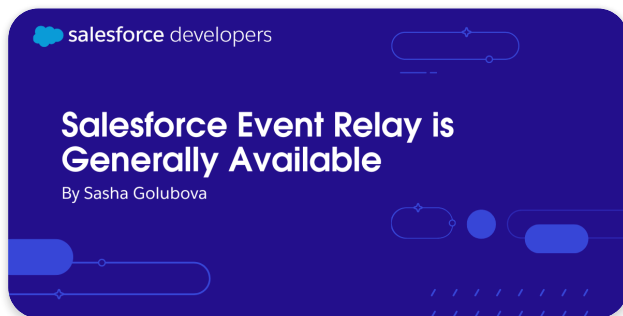 salesforce developers
Salesforce Event Relay is
Generally Available
By Sasha Golubova